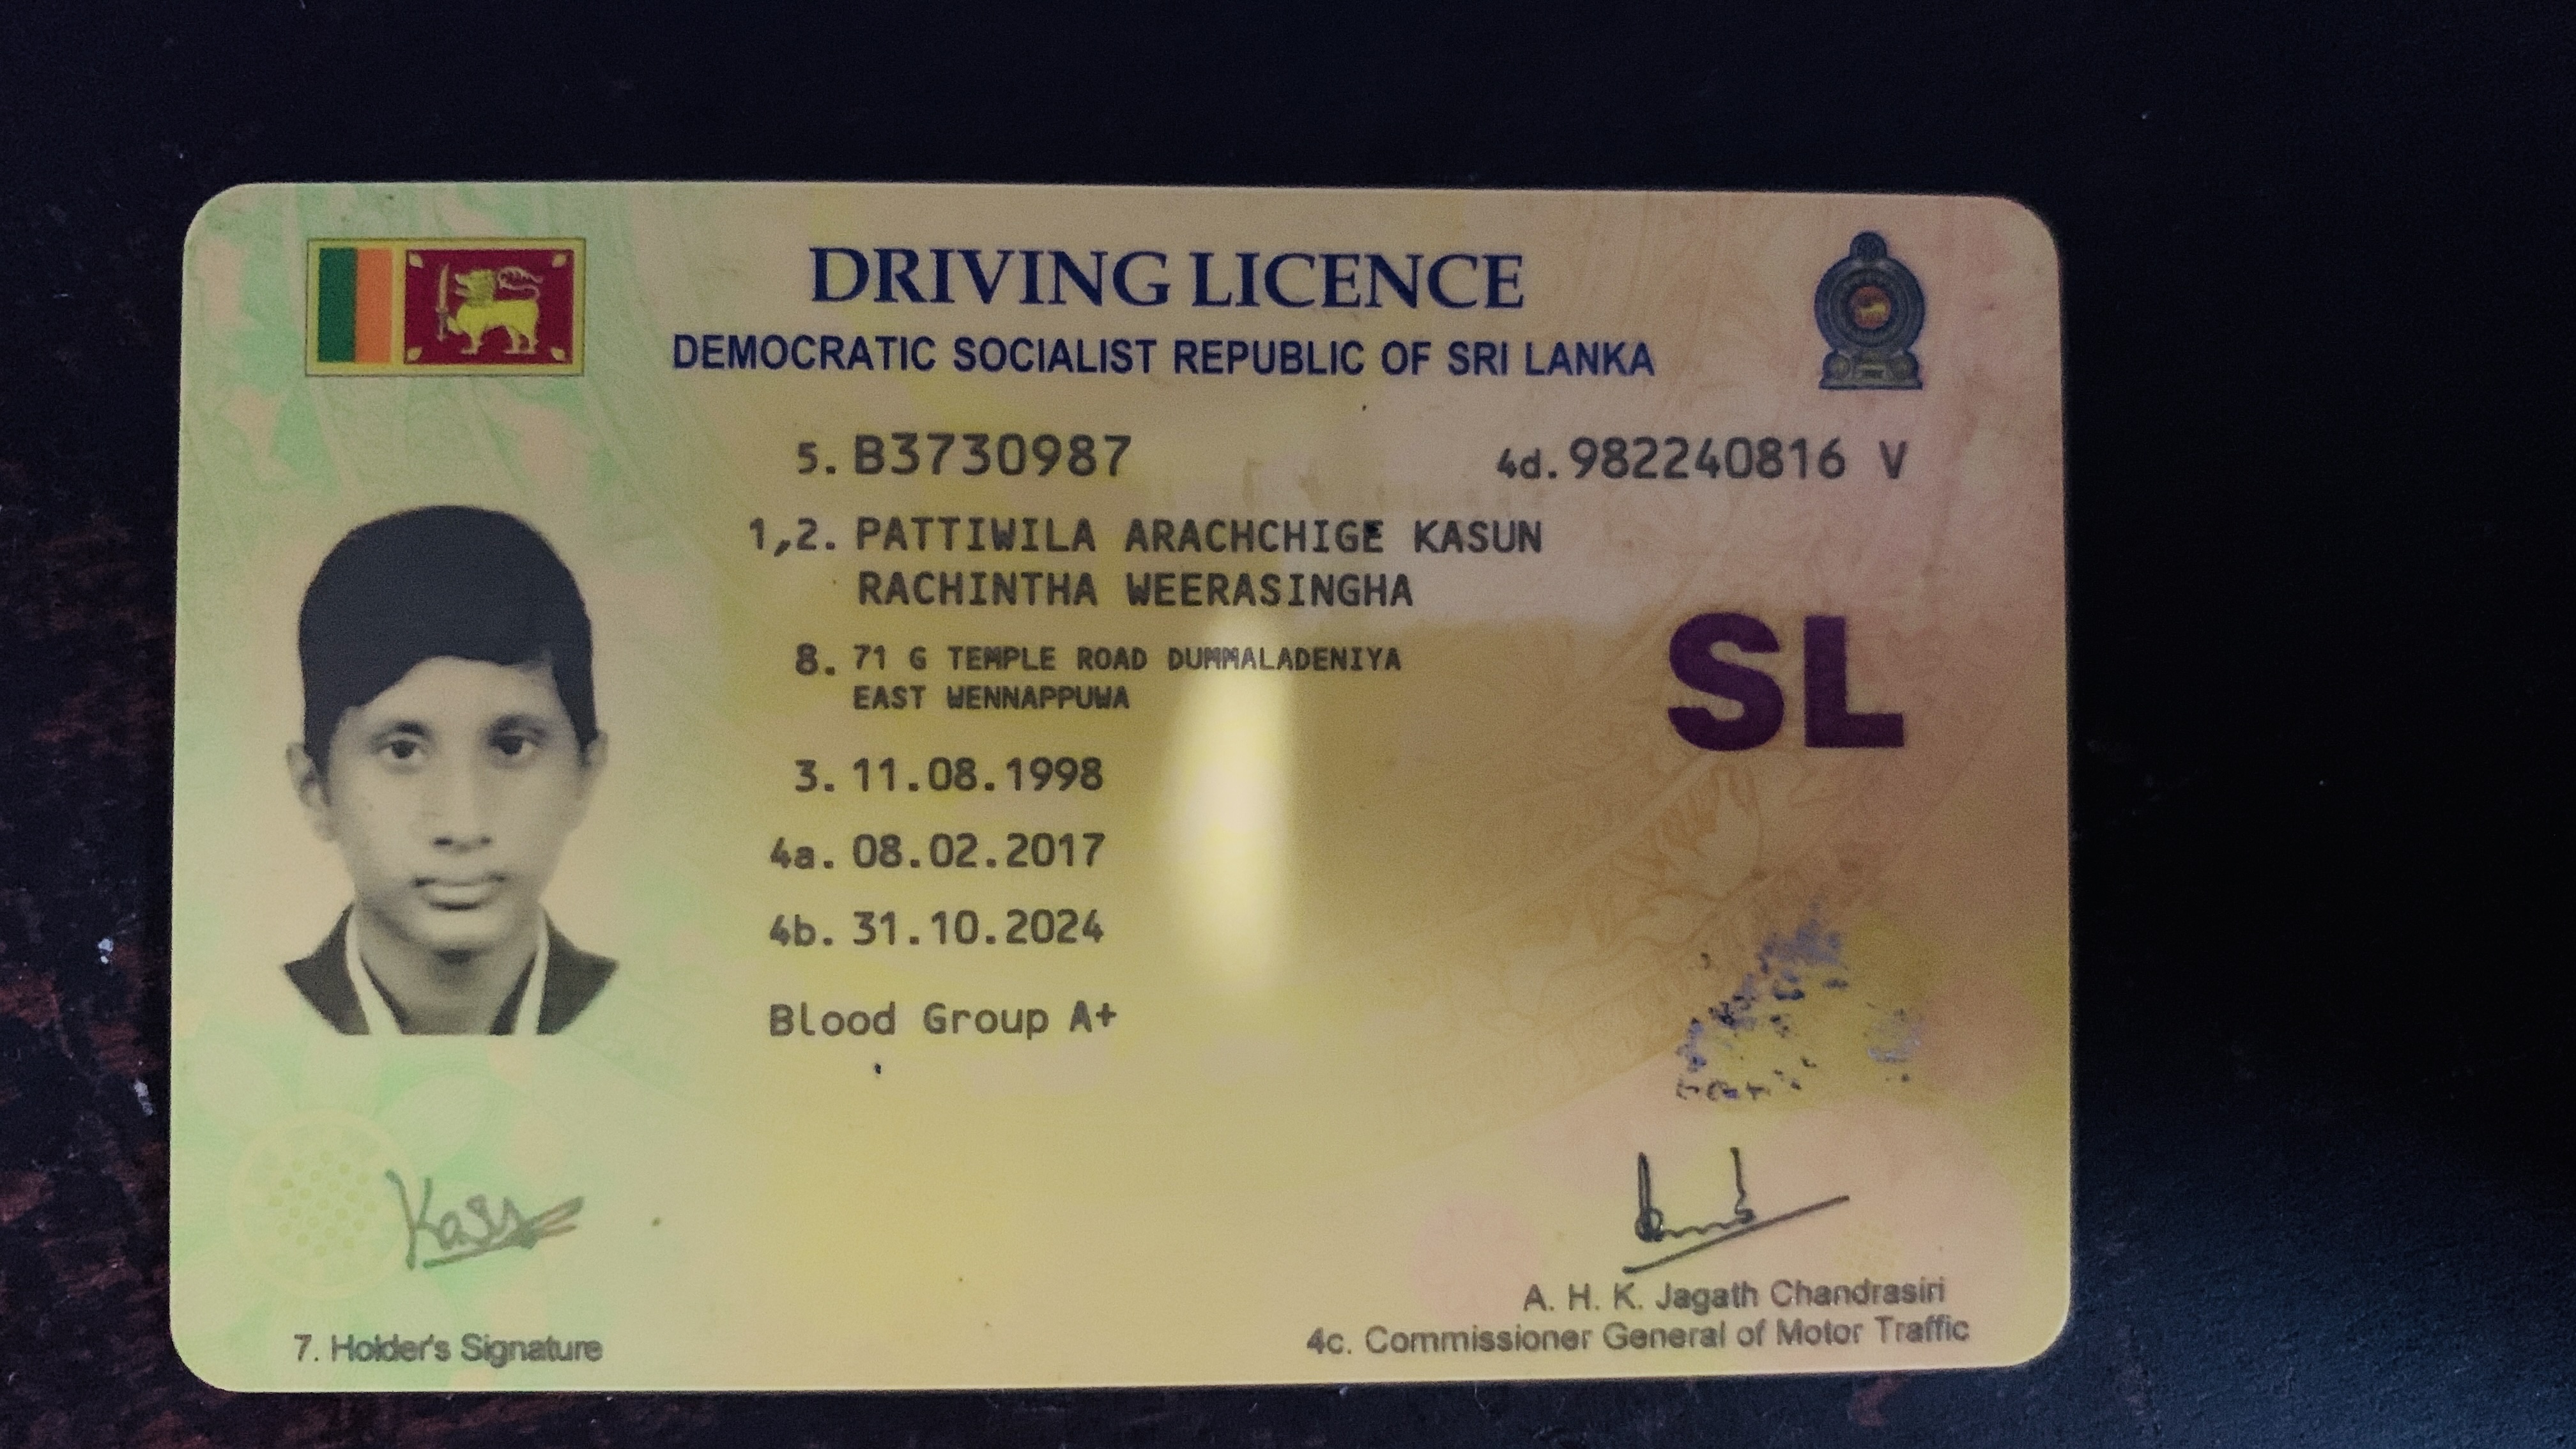 DRIVING LICENCE
DEMOCRATIC SOCIALIST REPUBLIC OF SRI LANKA
5. B3730987 4d. 982240816 V
1,2. PATTIWILA ARACHCHIGE KASUN
RACHINTHA WEERASINGHA
8. 71 G TEMPLE ROAD DUMMALADENIYA
EAST WENNAPPUWA
SL
3. 11.08.1998
4a. 08.02.2017
4b. 31.10.2024
Blood Group A+
A. H. K. Jagath Chandrasiri
7. Holder's Signature
4c. Commissioner General of Motor Traffic